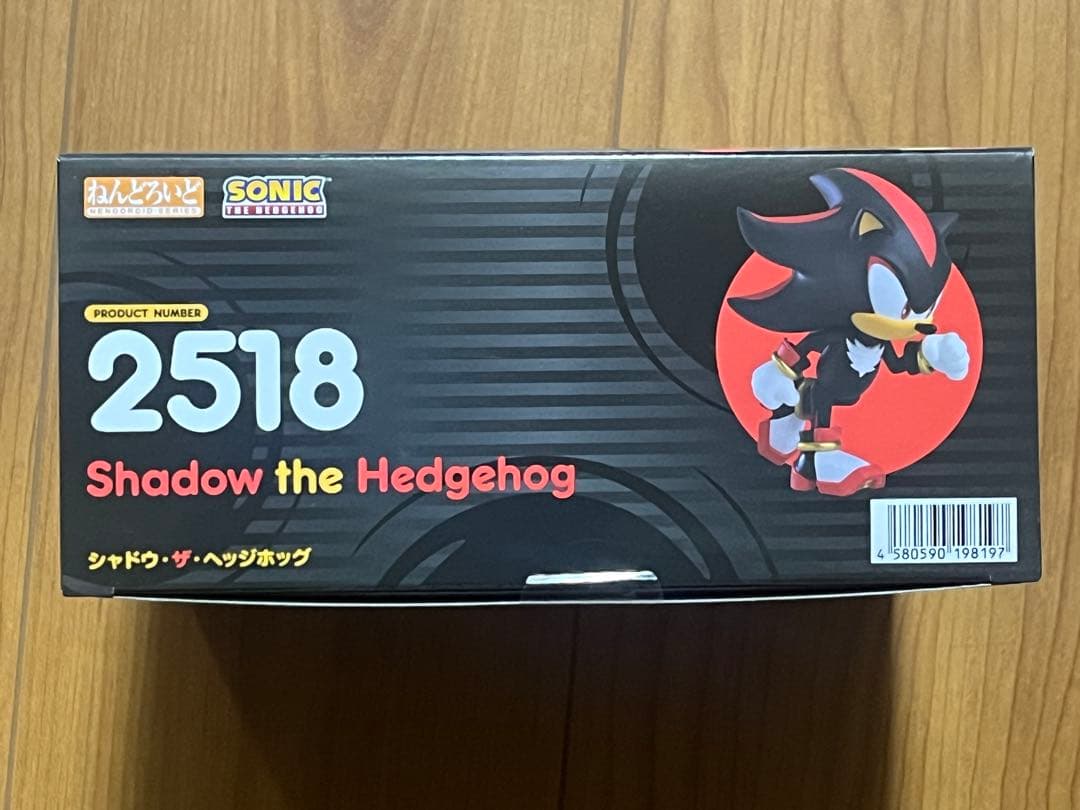 ねんどろいど
NENDOROID SERIES
SONIC
THE HEDGEHOG
PRODUCT NUMBER
2518
Shadow the Hedgehog
シャドウ・ザ・ヘッジホッグ
4 580590 198197